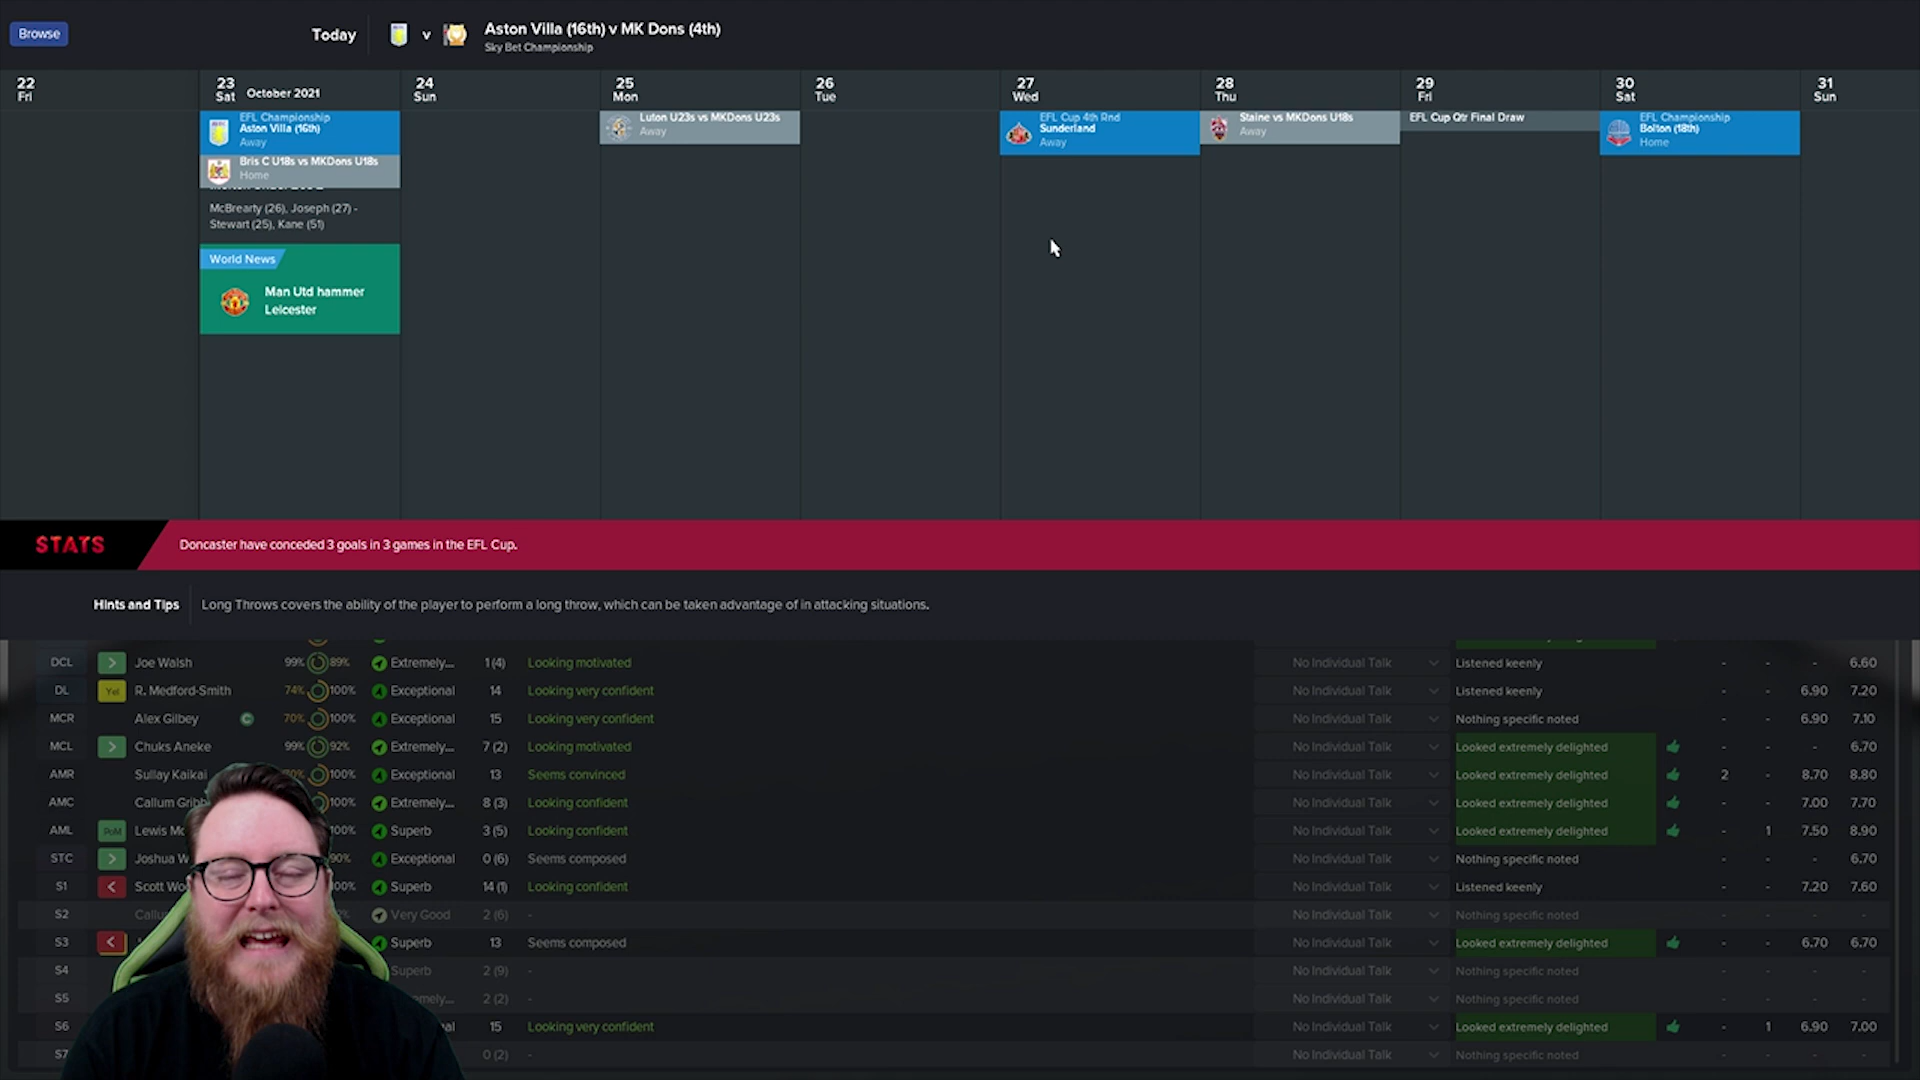 Browse
Today
v
Aston Villa (16th) v MK Dons (4th)
Sky Bet Championship
22
Fri
23
Sat
October 2021
24
Sun
25
Mon
26
Tue
27
Wed
28
Thu
29
Fri
30
Sat
31
Sun
EFL Championship
Aston Villa (16th)
Away
Bris C U18s vs MKDons U18s
Home
McBrearty (26), Joseph (27) -
Stewart (25), Kane (51)
World News
Man Utd hammer
Leicester
Luton U23s vs MKDons U23s
Away
EFL Cup 4th Rnd
Sunderland
Away
Staine vs MKDons U18s
Away
EFL Cup Qtr Final Draw
EFL Championship
Bolton (18th)
Home
STATS
Doncaster have conceded 3 goals in 3 games in the EFL Cup.
Hints and Tips
Long Throws covers the ability of the player to perform a long throw, which can be taken advantage of in attacking situations.
DCL Joe Walsh 99% 89% Extremely... 1 (4) Looking motivated No Individual Talk Listened keenly - - - 6.60
DL Yel R. Medford-Smith 74% 100% Exceptional 14 Looking very confident No Individual Talk Listened keenly - - 6.90 7.20
MCR Alex Gilbey C 70% 100% Exceptional 15 Looking very confident No Individual Talk Nothing specific noted - - 6.90 7.10
MCL Chuks Aneke 99% 92% Extremely... 7 (2) Looking motivated No Individual Talk Looked extremely delighted - - - 6.70
AMR Sullay Kaikai 70% 100% Exceptional 13 Seems convinced No Individual Talk Looked extremely delighted 2 - 8.70 8.80
AMC Callum 100% Extremely... 8 (3) Looking confident No Individual Talk Looked extremely delighted - - 7.00 7.70
AML PoM Lewis 100% Superb 3 (5) Looking confident No Individual Talk Looked extremely delighted - 1 7.50 8.90
STC Joshua 90% Exceptional 0 (6) Seems composed No Individual Talk Nothing specific noted - - - 6.70
S1 Scott 100% Superb 14 (1) Looking confident No Individual Talk Listened keenly - - 7.20 7.60
S2 Very Good 2 (6) - No Individual Talk Nothing specific noted - - - -
S3 Superb 13 Seems composed No Individual Talk Looked extremely delighted - - 6.70 6.70
S4 Superb 2 (9) - No Individual Talk Nothing specific noted - - - -
S5 2 (2) - No Individual Talk Nothing specific noted - - - -
S6 15 Looking very confident No Individual Talk Looked extremely delighted - 1 6.90 7.00
S7 0 (2) - No Individual Talk Nothing specific noted - - - -